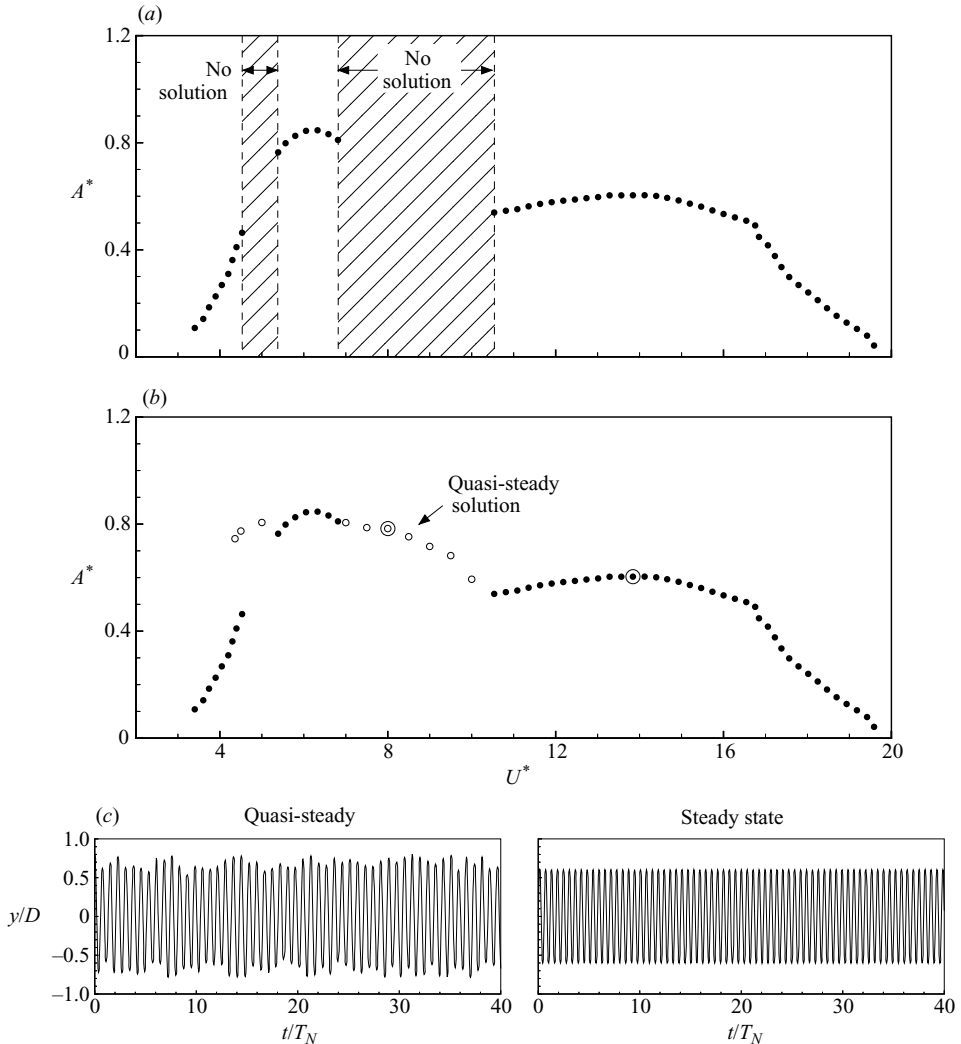 (a)
1.2
No
solution
No
solution
0.8
A*
0.4
0
(b)
1.2
Quasi-steady
solution
0.8
A*
0.4
0
4
8
12
16
20
U*
(c)
Quasi-steady
Steady state
1.0
0.5
y/D
0
–0.5
–1.0
0
10
20
30
40
0
10
20
30
40
t/T_N
t/T_N